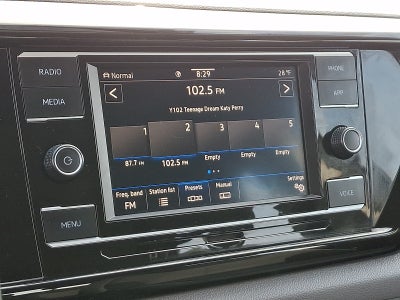 RADIO
MEDIA
MENU
PHONE
APP
VOICE
Normal 8:29 28 °F
< 102.5 FM >
Y102 Teenage Dream Katy Perry
1 2 3 4 5
87.7 FM 102.5 FM Empty Empty Empty
Freq. band Station list Presets Manual Settings
FM